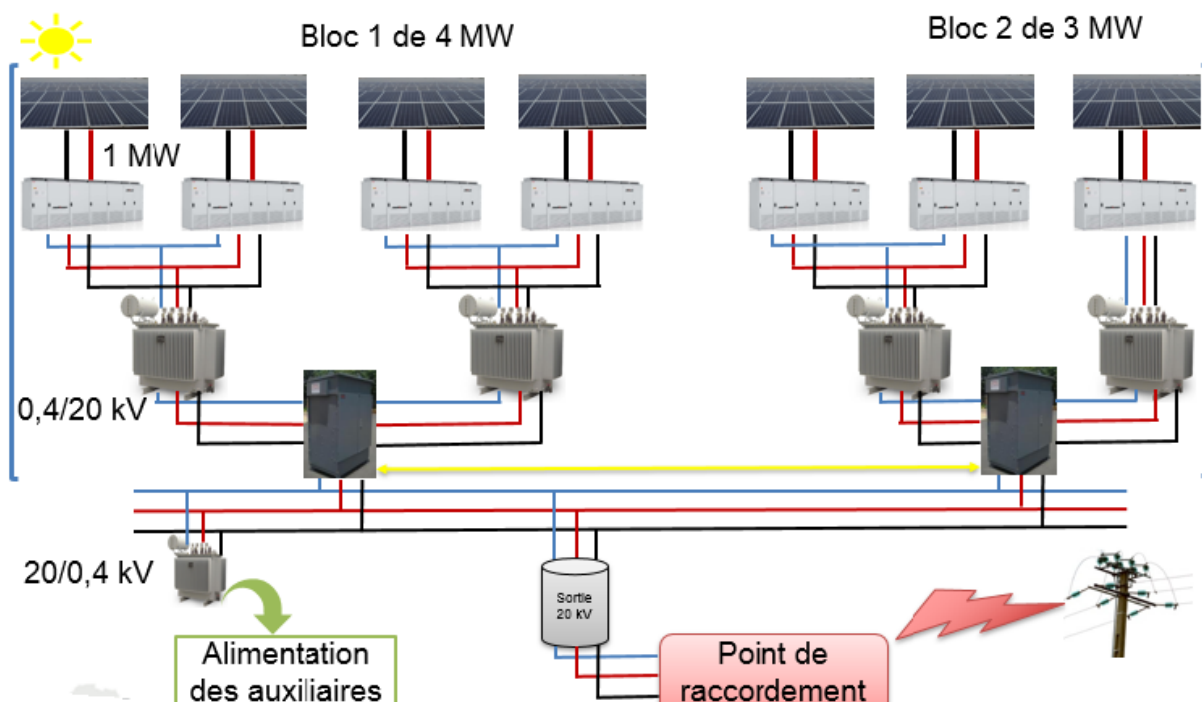 Bloc 1 de 4 MW
Bloc 2 de 3 MW
1 MW
0,4/20 kV
20/0,4 kV
Sortie
20 kV
Alimentation
des auxiliaires
Point de
raccordement